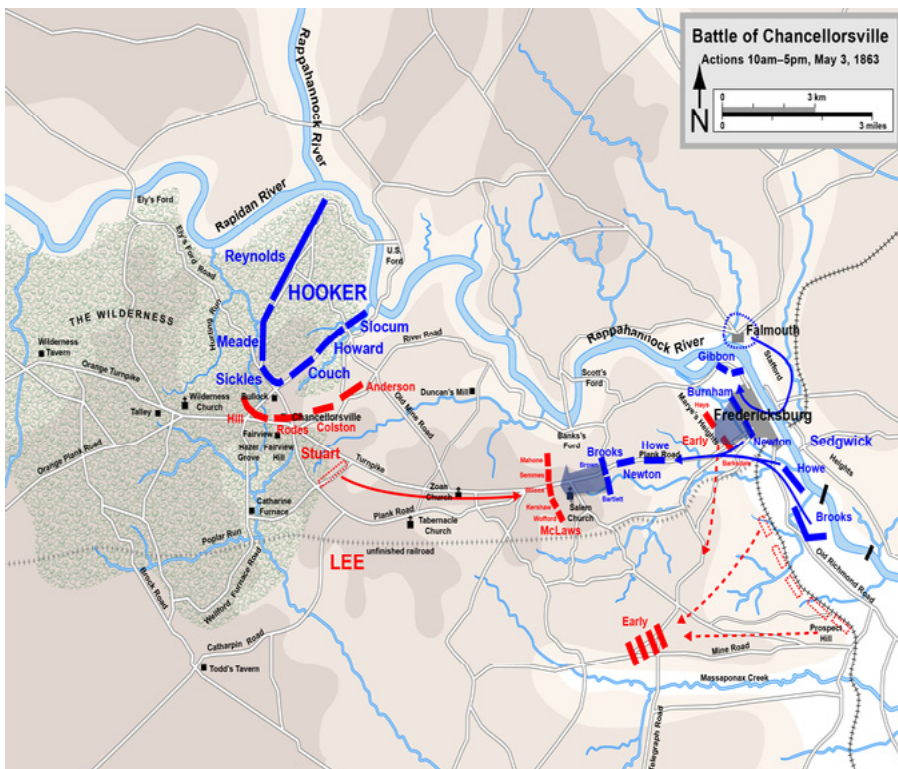 Battle of Chancellorsville
Actions 10am–5pm, May 3, 1863
N
0
3 km
0
3 miles
Rappahannock River
Ely's Ford
Rapidan River
Ely's Ford Road
U.S.
Ford
Reynolds
HOOKER
THE WILDERNESS
Hunting Run
Slocum
Howard
Meade
Couch
River Road
Wilderness
Tavern
Orange Turnpike
Sickles
Anderson
Bullock
Wilderness
Church
Talley
Hill
Chancellorsville
Colston
Rodes
Old Mine Road
Duncan's Mill
Scott's
Ford
Rappahannock River
Falmouth
Stafford
Heights
Gibbon
Burnham
Hays
Marye's Heights
Fredericksburg
Early
Newton
Sedgwick
Barksdale
Howe
Brooks
Fairview
Hazel
Grove
Fairview
Hill
Stuart
Orange Plank Road
Turnpike
Banks's
Ford
Mahone
Semmes
Kershaw
Wofford
McLaws
Brooks
Brown
Howe
Plank Road
Newton
Bartlett
Salem
Church
Zoan
Church
Plank Road
Tabernacle Church
Catharine
Furnace
Poplar Run
unfinished railroad
LEE
Brock Road
Wellford Furnace Road
Catharpin Road
Todd's Tavern
Old Richmond Road
Early
Prospect
Hill
Mine Road
Massaponax Creek
Telegraph Road